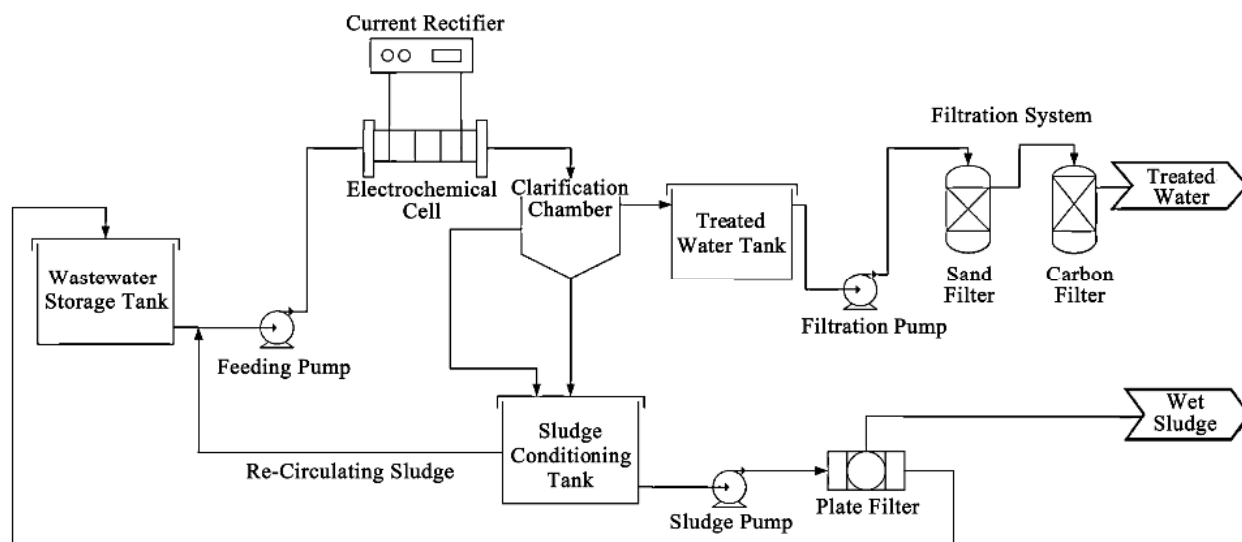 Current Rectifier
Electrochemical
Cell
Clarification
Chamber
Filtration System
Treated
Water
Wastewater
Storage Tank
Treated
Water Tank
Sand
Filter
Carbon
Filter
Filtration Pump
Feeding Pump
Wet
Sludge
Sludge
Conditioning
Tank
Re-Circulating Sludge
Sludge Pump
Plate Filter